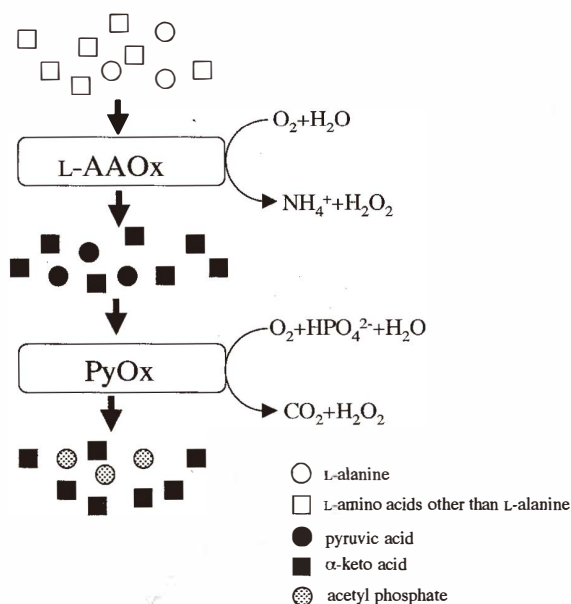 O₂+H₂O
L-AAOx
NH₄⁺+H₂O₂
O₂+HPO₄²⁻+H₂O
PyOx
CO₂+H₂O₂
L-alanine
L-amino acids other than L-alanine
pyruvic acid
α-keto acid
acetyl phosphate